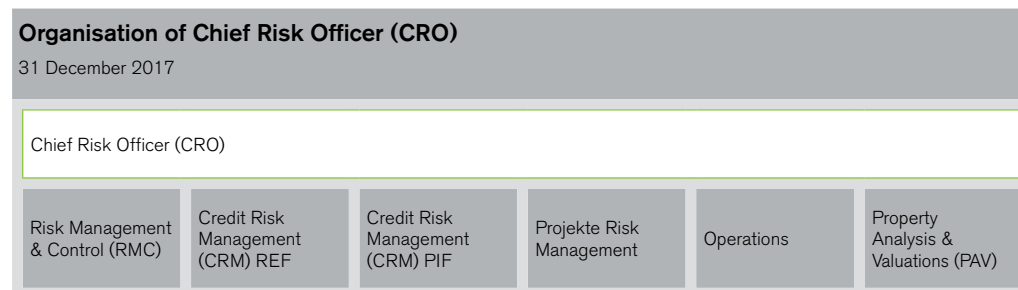 Organisation of Chief Risk Officer (CRO)
31 December 2017
Chief Risk Officer (CRO)
Risk Management
& Control (RMC)
Credit Risk
Management
(CRM) REF
Credit Risk
Management
(CRM) PIF
Projekte Risk
Management
Operations
Property
Analysis &
Valuations (PAV)